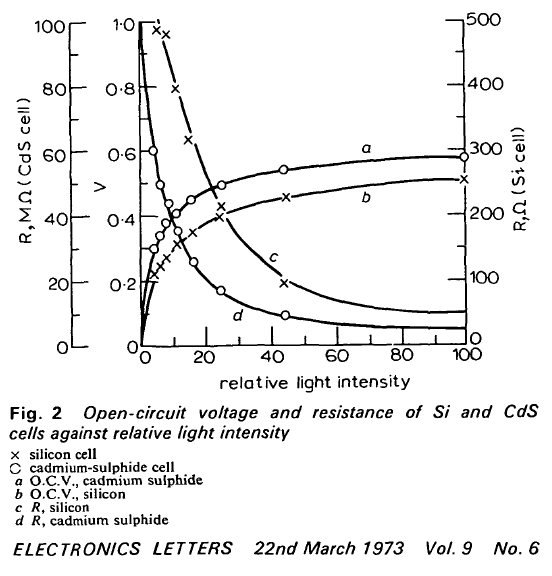 100
80
60
40
20
0
R, MΩ (CdS cell)
1·0
0·8
0·6
0·4
0·2
0
V
500
400
300
200
100
0
R, Ω (Si cell)
a
b
c
d
0 20 40 60 80 100
relative light intensity
Fig. 2 Open-circuit voltage and resistance of Si and CdS
cells against relative light intensity
× silicon cell
○ cadmium-sulphide cell
a O.C.V., cadmium sulphide
b O.C.V., silicon
c R, silicon
d R, cadmium sulphide
ELECTRONICS LETTERS 22nd March 1973 Vol. 9 No. 6